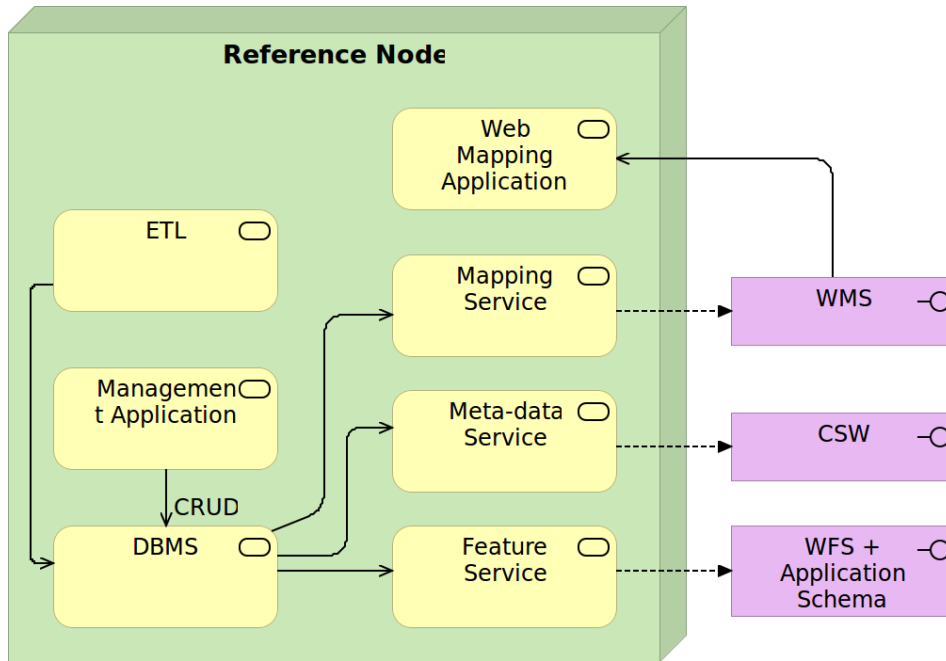 Reference Node
Web
Mapping
Application
ETL
Mapping
Service
WMS
Managemen
t Application
Meta-data
Service
CSW
CRUD
DBMS
Feature
Service
WFS +
Application
Schema